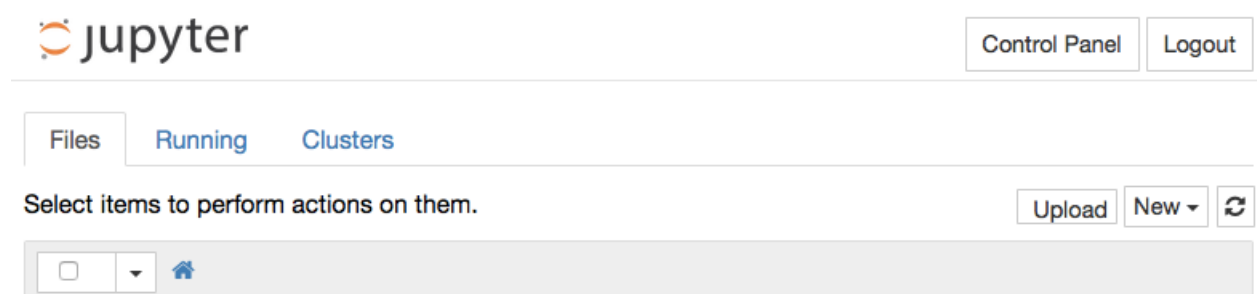 jupyter
Control Panel Logout
Files Running Clusters
Select items to perform actions on them.
Upload New